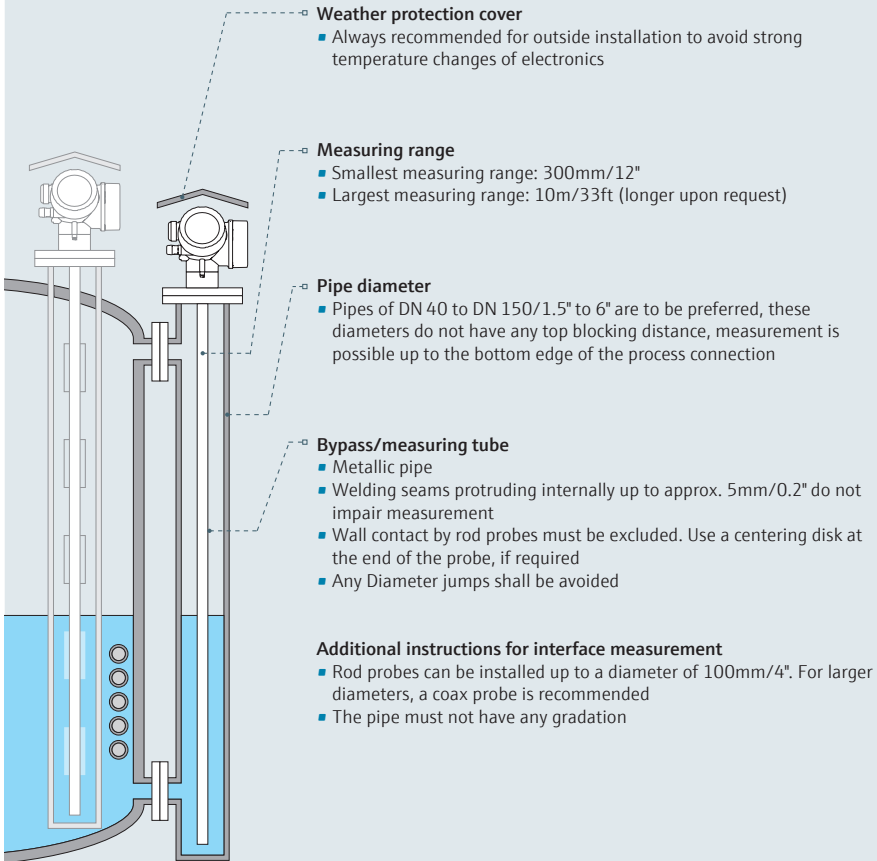 Weather protection cover
Always recommended for outside installation to avoid strong
temperature changes of electronics
Measuring range
Smallest measuring range: 300mm/12"
Largest measuring range: 10m/33ft (longer upon request)
Pipe diameter
Pipes of DN 40 to DN 150/1.5" to 6" are to be preferred, these
diameters do not have any top blocking distance, measurement is
possible up to the bottom edge of the process connection
Bypass/measuring tube
Metallic pipe
Welding seams protruding internally up to approx. 5mm/0.2" do not
impair measurement
Wall contact by rod probes must be excluded. Use a centering disk at
the end of the probe, if required
Any Diameter jumps shall be avoided
Additional instructions for interface measurement
Rod probes can be installed up to a diameter of 100mm/4". For larger
diameters, a coax probe is recommended
The pipe must not have any gradation